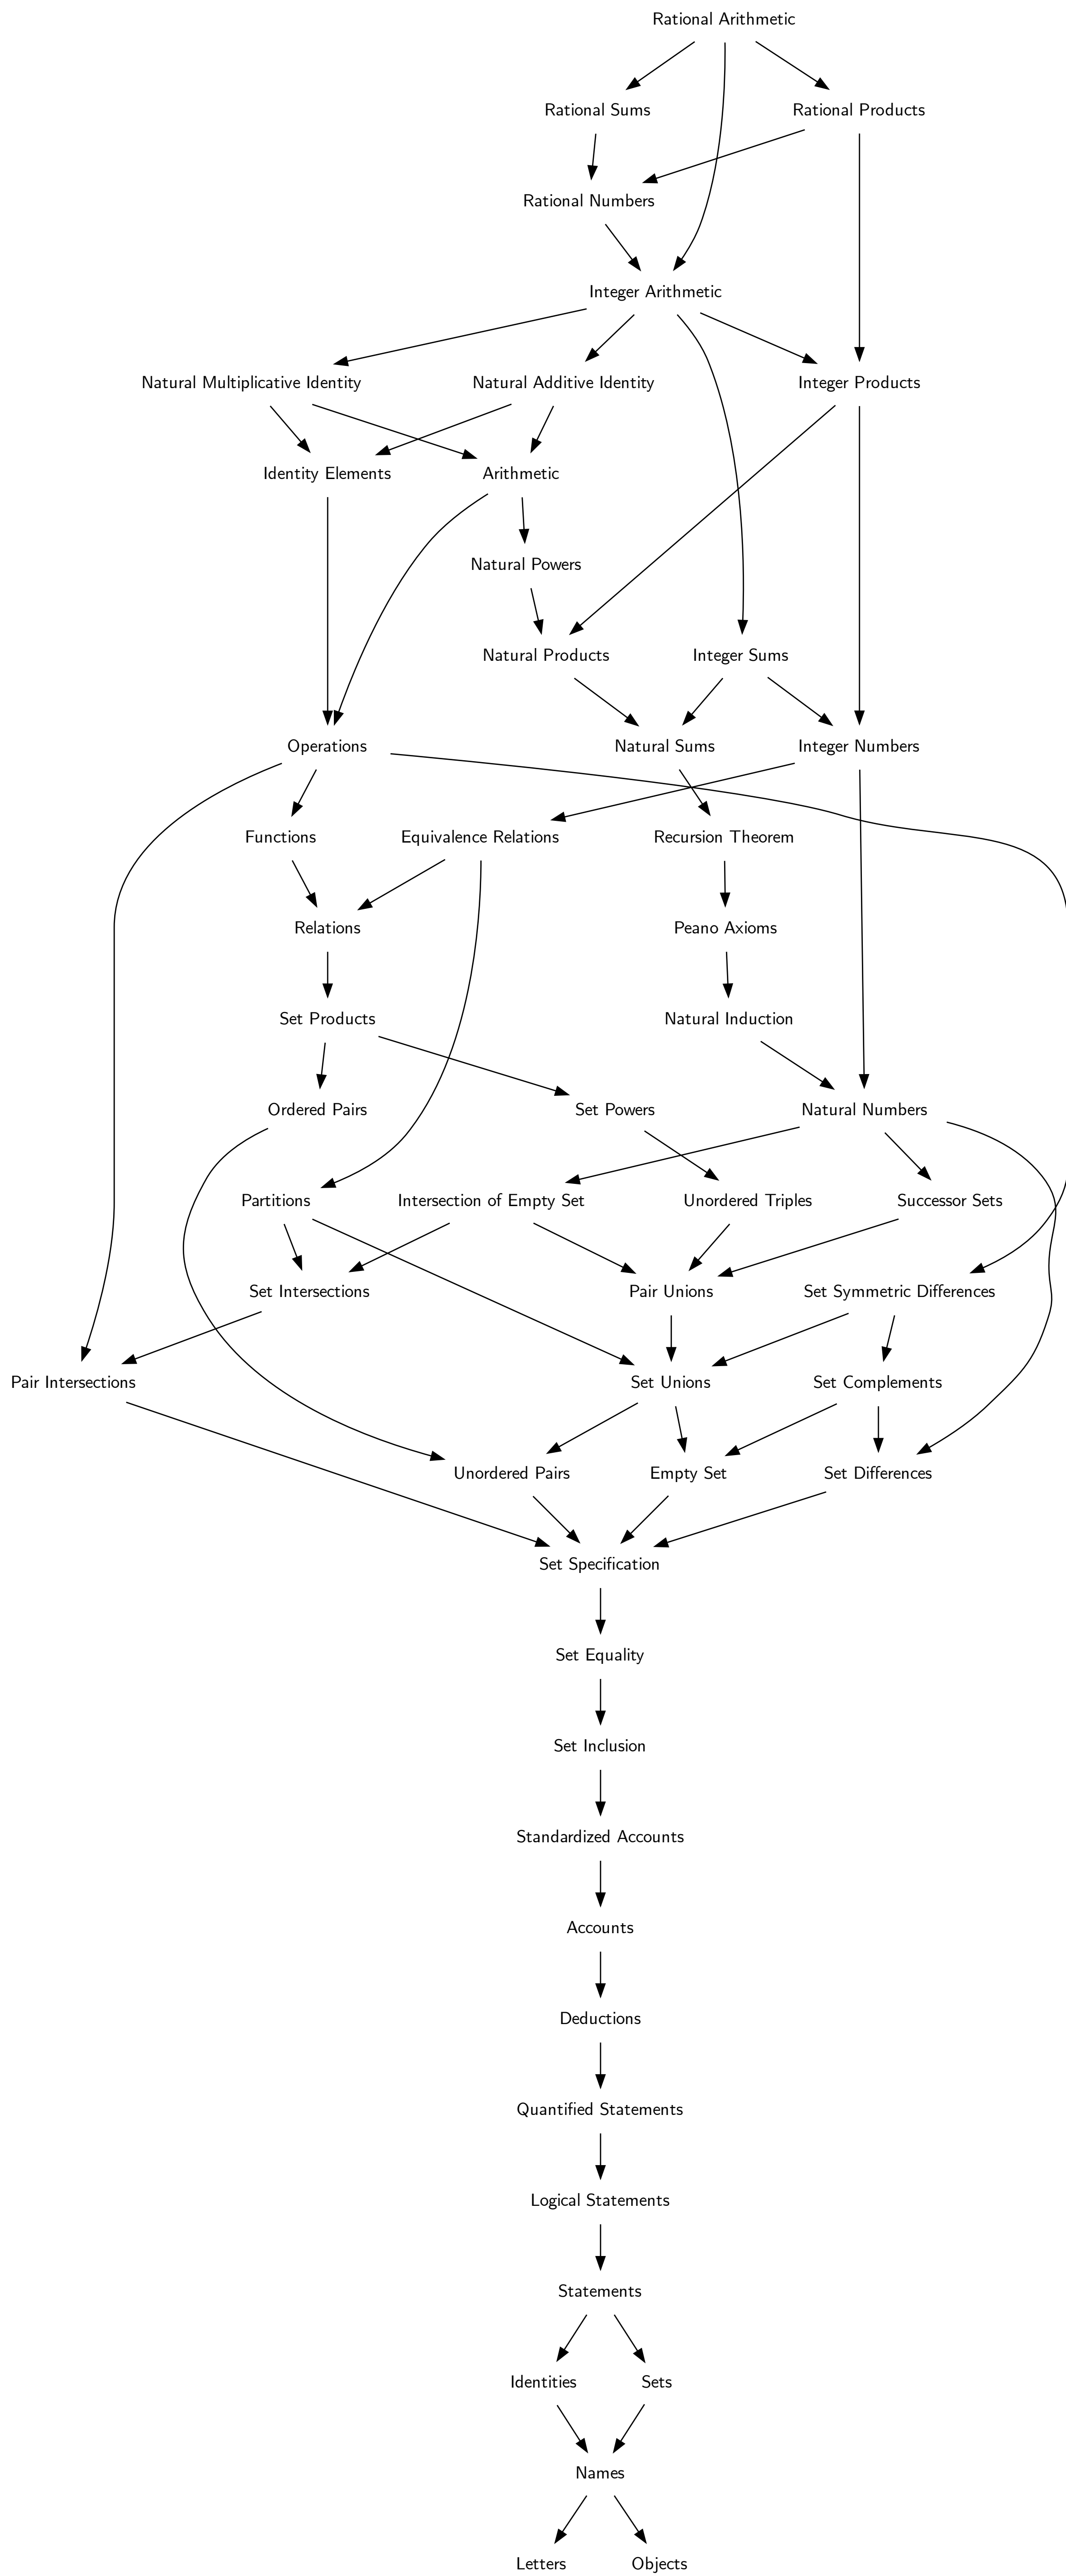 Rational Arithmetic
Rational Sums
Rational Products
Rational Numbers
Integer Arithmetic
Natural Multiplicative Identity
Natural Additive Identity
Integer Products
Identity Elements
Arithmetic
Natural Powers
Natural Products
Integer Sums
Operations
Natural Sums
Integer Numbers
Functions
Equivalence Relations
Recursion Theorem
Relations
Peano Axioms
Set Products
Natural Induction
Ordered Pairs
Set Powers
Natural Numbers
Partitions
Intersection of Empty Set
Unordered Triples
Successor Sets
Set Intersections
Pair Unions
Set Symmetric Differences
Pair Intersections
Set Unions
Set Complements
Unordered Pairs
Empty Set
Set Differences
Set Specification
Set Equality
Set Inclusion
Standardized Accounts
Accounts
Deductions
Quantified Statements
Logical Statements
Statements
Identities
Sets
Names
Letters
Objects